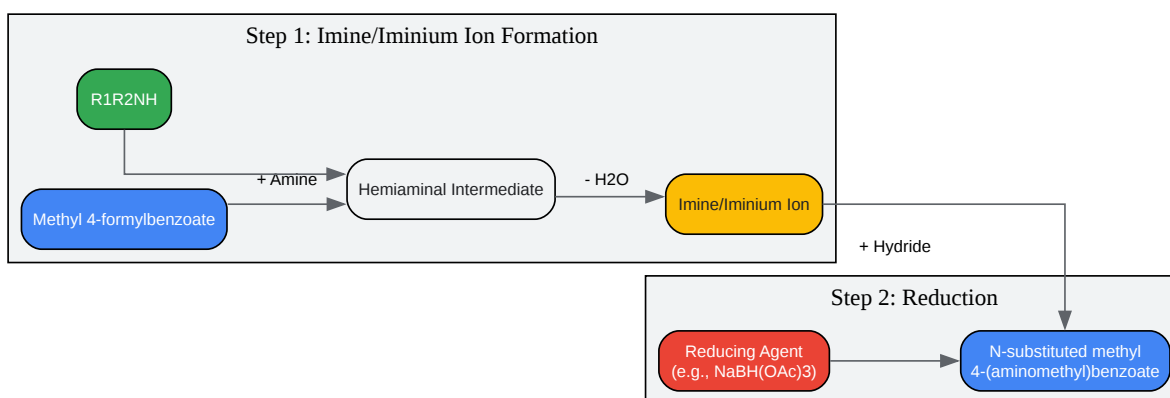 Step 1: Imine/Iminium Ion Formation
R1R2NH
+ Amine
Methyl 4-formylbenzoate
Hemiaminal Intermediate
- H2O
Imine/Iminium Ion
+ Hydride
Step 2: Reduction
Reducing Agent
(e.g., NaBH(OAc)3)
N-substituted methyl
4-(aminomethyl)benzoate